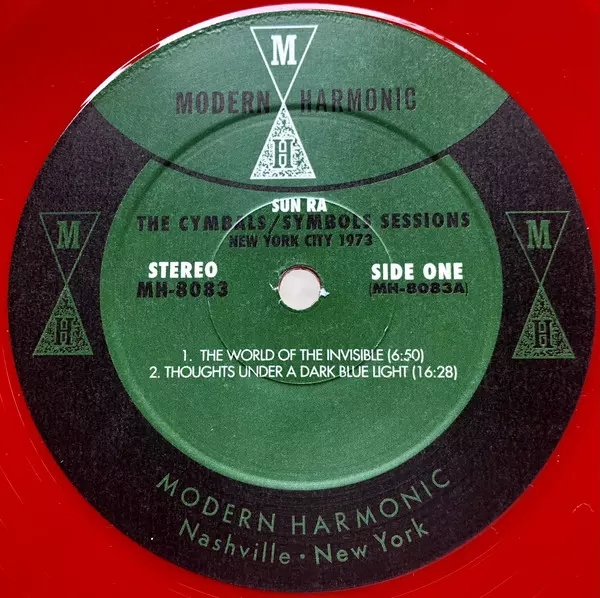 M
MODERN HARMONIC
H
SUN RA
THE CYMBALS/SYMBOLS SESSIONS
NEW YORK CITY 1973
M
H
M
H
STEREO
MH-8083
SIDE ONE
(MH-8083A)
1. THE WORLD OF THE INVISIBLE (6:50)
2. THOUGHTS UNDER A DARK BLUE LIGHT (16:28)
MODERN HARMONIC
Nashville • New York